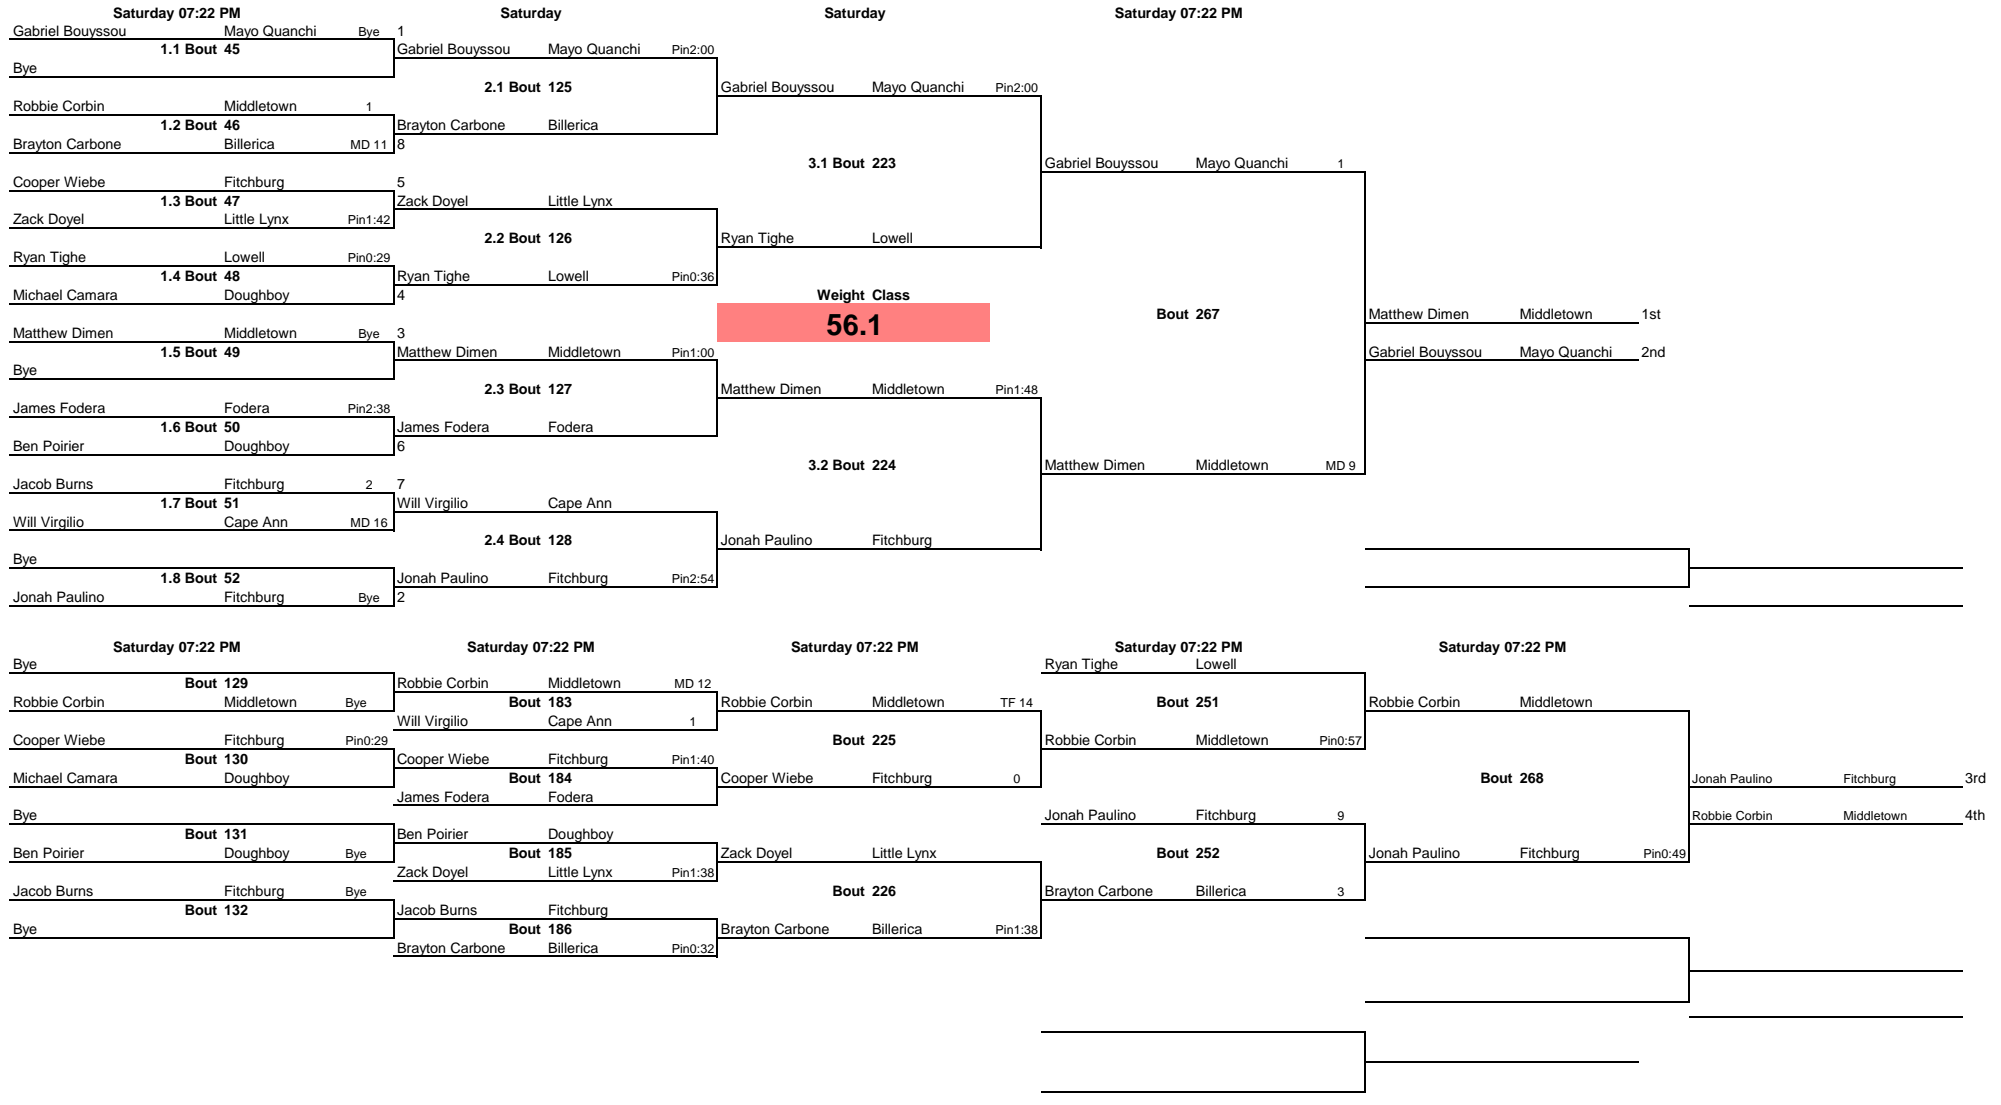 Saturday 07:22 PM Saturday Saturday Saturday 07:22 PM
Gabriel Bouyssou Mayo Quanchi Bye 1
1.1 Bout 45 Gabriel Bouyssou Mayo Quanchi Pin2:00
Bye
2.1 Bout 125 Gabriel Bouyssou Mayo Quanchi Pin2:00
Robbie Corbin Middletown 1
1.2 Bout 46 Brayton Carbone Billerica
Brayton Carbone Billerica MD 11 8
3.1 Bout 223 Gabriel Bouyssou Mayo Quanchi 1
Cooper Wiebe Fitchburg 5
1.3 Bout 47 Zack Doyel Little Lynx
Zack Doyel Little Lynx Pin1:42
2.2 Bout 126 Ryan Tighe Lowell
Ryan Tighe Lowell Pin0:29
1.4 Bout 48 Ryan Tighe Lowell Pin0:36
Michael Camara Doughboy 4 Weight Class
Bout 267 Matthew Dimen Middletown 1st
56.1
Matthew Dimen Middletown Bye 3
1.5 Bout 49 Matthew Dimen Middletown Pin1:00 Gabriel Bouyssou Mayo Quanchi 2nd
Bye
2.3 Bout 127 Matthew Dimen Middletown Pin1:48
James Fodera Fodera Pin2:38
1.6 Bout 50 James Fodera Fodera
Ben Poirier Doughboy 6
3.2 Bout 224 Matthew Dimen Middletown MD 9
Jacob Burns Fitchburg 2 7
1.7 Bout 51 Will Virgilio Cape Ann
Will Virgilio Cape Ann MD 16
2.4 Bout 128 Jonah Paulino Fitchburg
Bye
1.8 Bout 52 Jonah Paulino Fitchburg Pin2:54
Jonah Paulino Fitchburg Bye 2
Saturday 07:22 PM Saturday 07:22 PM Saturday 07:22 PM Saturday 07:22 PM Saturday 07:22 PM
Bye Ryan Tighe Lowell
Bout 129 Robbie Corbin Middletown MD 12
Robbie Corbin Middletown Bye Bout 183 Robbie Corbin Middletown TF 14 Bout 251 Robbie Corbin Middletown
Will Virgilio Cape Ann 1
Cooper Wiebe Fitchburg Pin0:29 Bout 225 Robbie Corbin Middletown Pin0:57
Bout 130 Cooper Wiebe Fitchburg Pin1:40
Michael Camara Doughboy Bout 184 Cooper Wiebe Fitchburg 0 Bout 268 Jonah Paulino Fitchburg 3rd
James Fodera Fodera
Bye Jonah Paulino Fitchburg 9 Robbie Corbin Middletown 4th
Bout 131 Ben Poirier Doughboy
Ben Poirier Doughboy Bye Bout 185 Zack Doyel Little Lynx Bout 252 Jonah Paulino Fitchburg Pin0:49
Zack Doyel Little Lynx Pin1:38
Jacob Burns Fitchburg Bye Bout 226 Brayton Carbone Billerica 3
Bout 132 Jacob Burns Fitchburg
Bye Bout 186 Brayton Carbone Billerica Pin1:38
Brayton Carbone Billerica Pin0:32